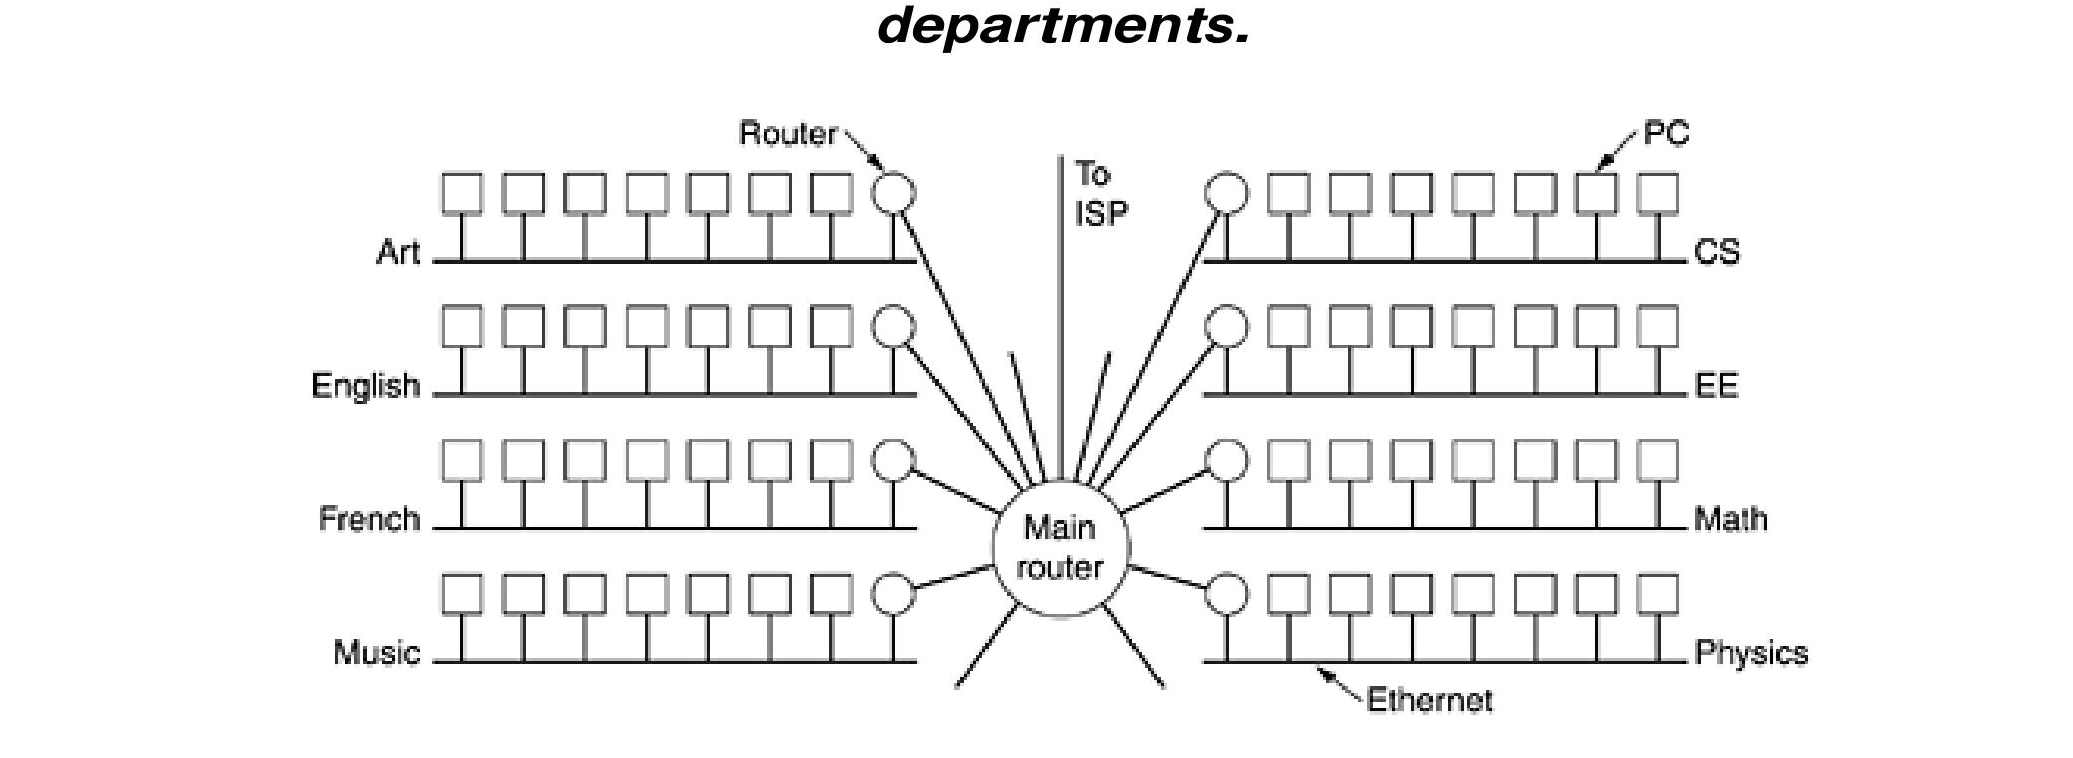 departments.
Router
PC
To
ISP
Art
CS
English
EE
French
Math
Main
router
Music
Physics
Ethernet